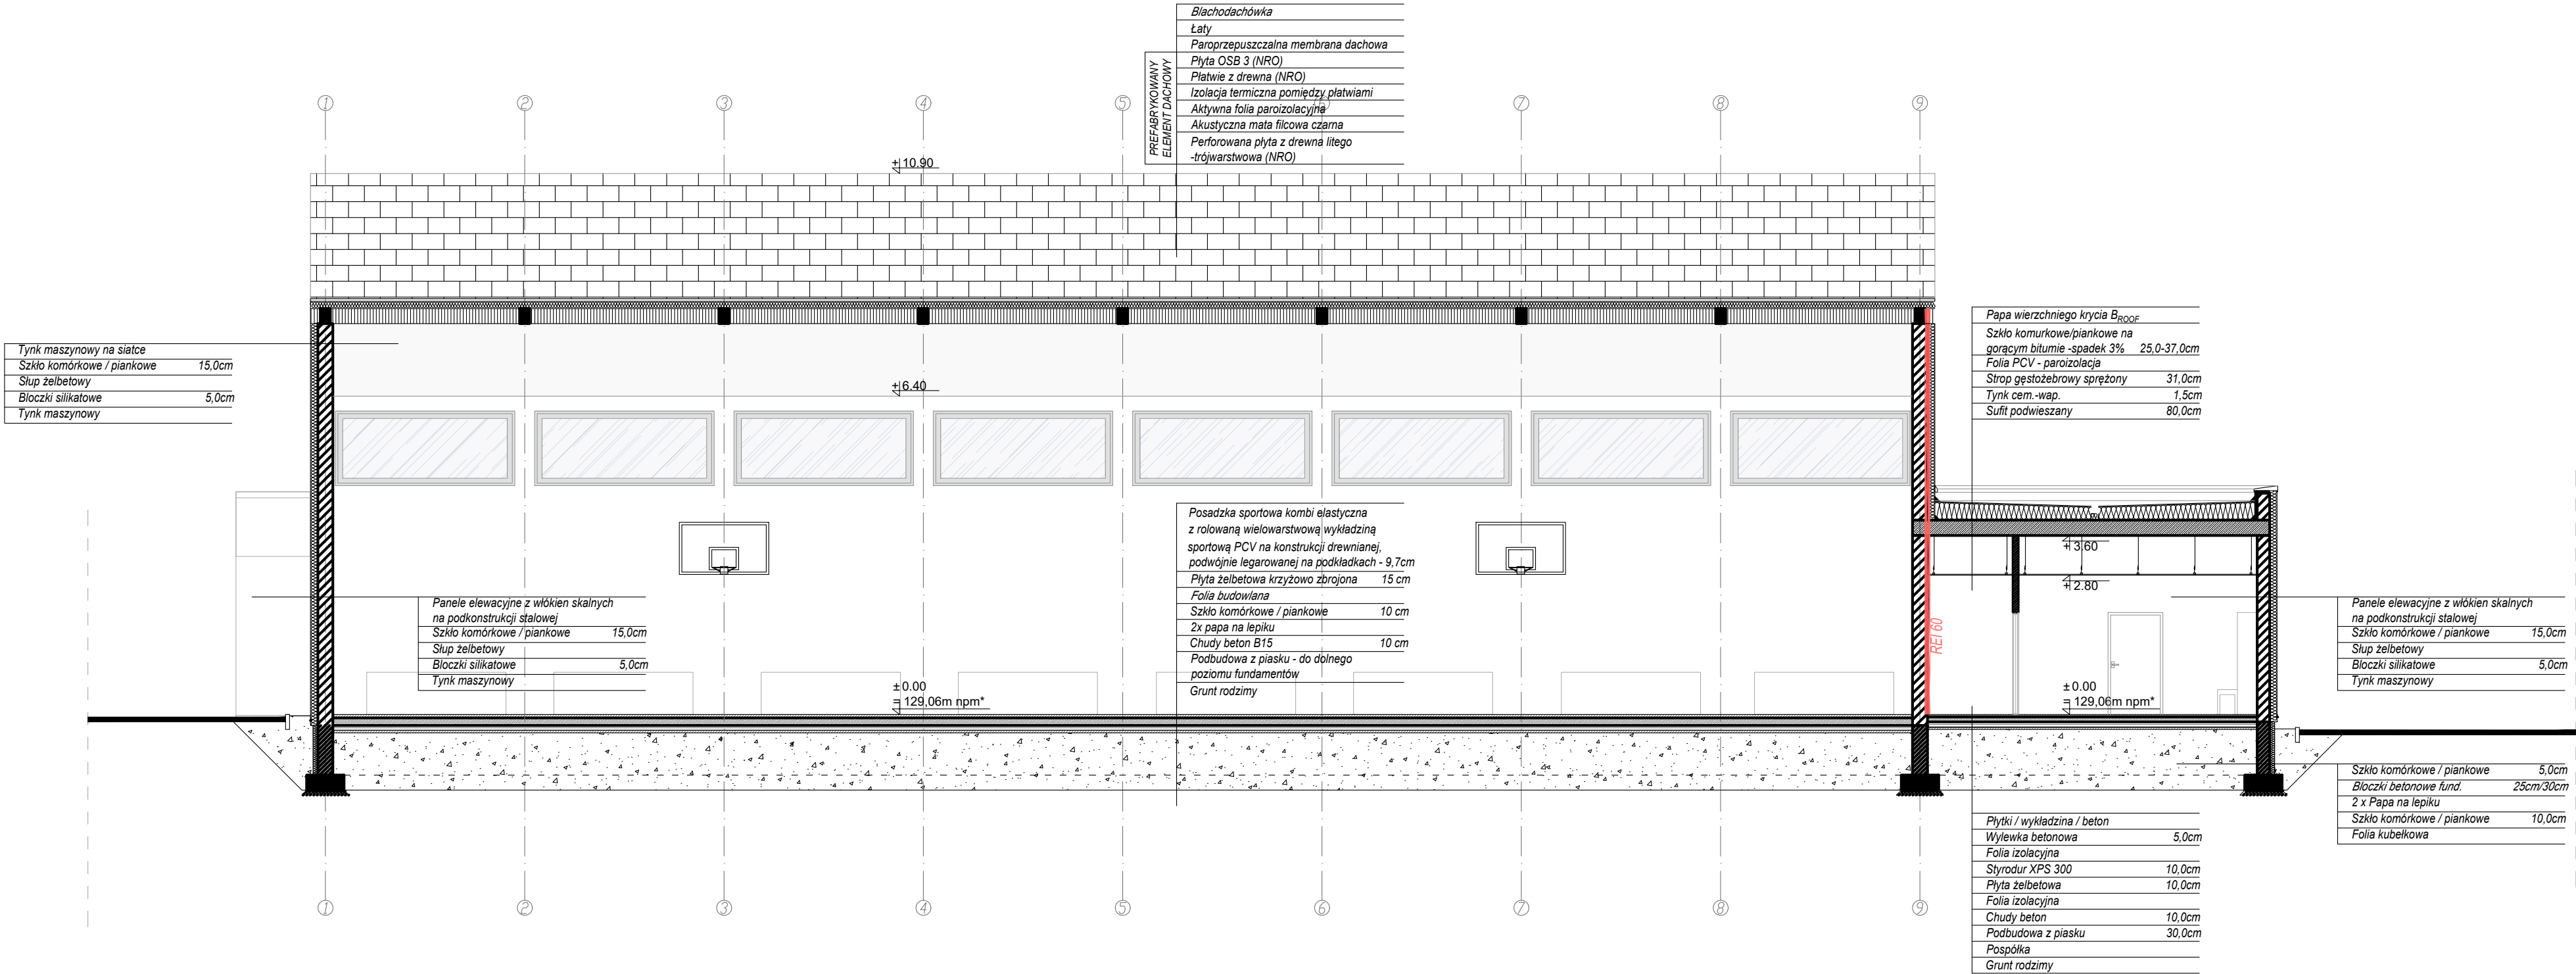 Blachodachówka
Łaty
Paroprzepuszczalna membrana dachowa
Płyta OSB 3 (NRO)
Płatwie z drewna (NRO)
Izolacja termiczna pomiędzy płatwiami
Aktywna folia paroizolacyjna
Akustyczna mata filcowa czarna
Perforowana płyta z drewna litego
-trójwarstwowa (NRO)
PREFABRYKOWANY
ELEMENT DACHOWY
1 2 3 4 5 6 7 8 9
±10.90
Tynk maszynowy na siatce
Szkło komórkowe / piankowe 15,0cm
Słup żelbetowy
Bloczki silikatowe 5,0cm
Tynk maszynowy
±6.40
Papa wierzchniego krycia BROOF
Szkło komurkowe/piankowe na
gorącym bitumie -spadek 3% 25,0-37,0cm
Folia PCV - paroizolacja
Strop gęstożebrowy sprężony 31,0cm
Tynk cem.-wap. 1,5cm
Sufit podwieszany 80,0cm
Posadzka sportowa kombi elastyczna
z rolowaną wielowarstwową wykładziną
sportową PCV na konstrukcji drewnianej,
podwójnie legarowanej na podkładkach - 9,7cm
Płyta żelbetowa krzyżowo zbrojona 15 cm
Folia budowlana
Szkło komórkowe / piankowe 10 cm
2x papa na lepiku
Chudy beton B15 10 cm
Podbudowa z piasku - do dolnego
poziomu fundamentów
Grunt rodzimy
±3.60
±2.80
Panele elewacyjne z włókien skalnych
na podkonstrukcji stalowej
Szkło komórkowe / piankowe 15,0cm
Słup żelbetowy
Bloczki silikatowe 5,0cm
Tynk maszynowy
REI 60
Panele elewacyjne z włókien skalnych
na podkonstrukcji stalowej
Szkło komórkowe / piankowe 15,0cm
Słup żelbetowy
Bloczki silikatowe 5,0cm
Tynk maszynowy
±0.00
= 129,06m npm*
±0.00
= 129,06m npm*
Szkło komórkowe / piankowe 5,0cm
Bloczki betonowe fund. 25cm/30cm
2 x Papa na lepiku
Szkło komórkowe / piankowe 10,0cm
Folia kubełkowa
Płytki / wykładzina / beton
Wylewka betonowa 5,0cm
Folia izolacyjna
Styrodur XPS 300 10,0cm
Płyta żelbetowa 10,0cm
Folia izolacyjna
Chudy beton 10,0cm
Podbudowa z piasku 30,0cm
Pospółka
Grunt rodzimy
1 2 3 4 5 6 7 8 9